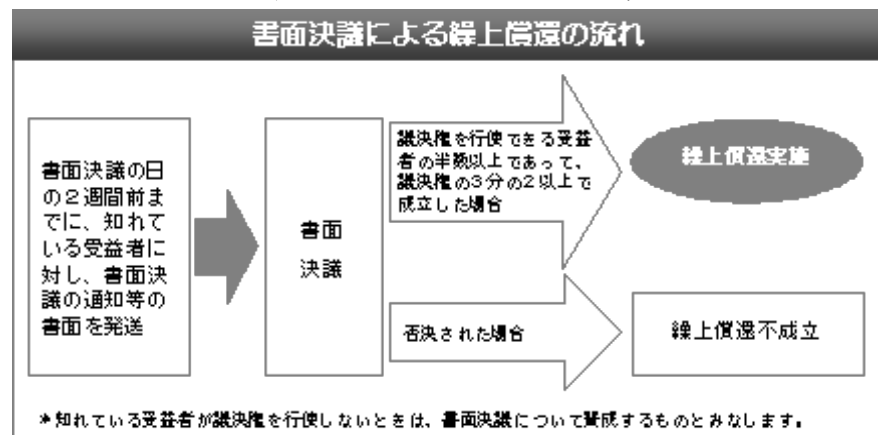 書面決議による繰上償還の流れ
書面決議の日
の2週間前ま
でに、知れて
いる受益者に
対し、書面決
議の通知等の
書面を発送
書面
決議
議決権を行使できる受益
者の半数以上であって、
議決権の3分の2以上で
成立した場合
繰上償還実施
否決された場合
繰上償還不成立
*知れている受益者が議決権を行使しないときは、書面決議について賛成するものとみなします。